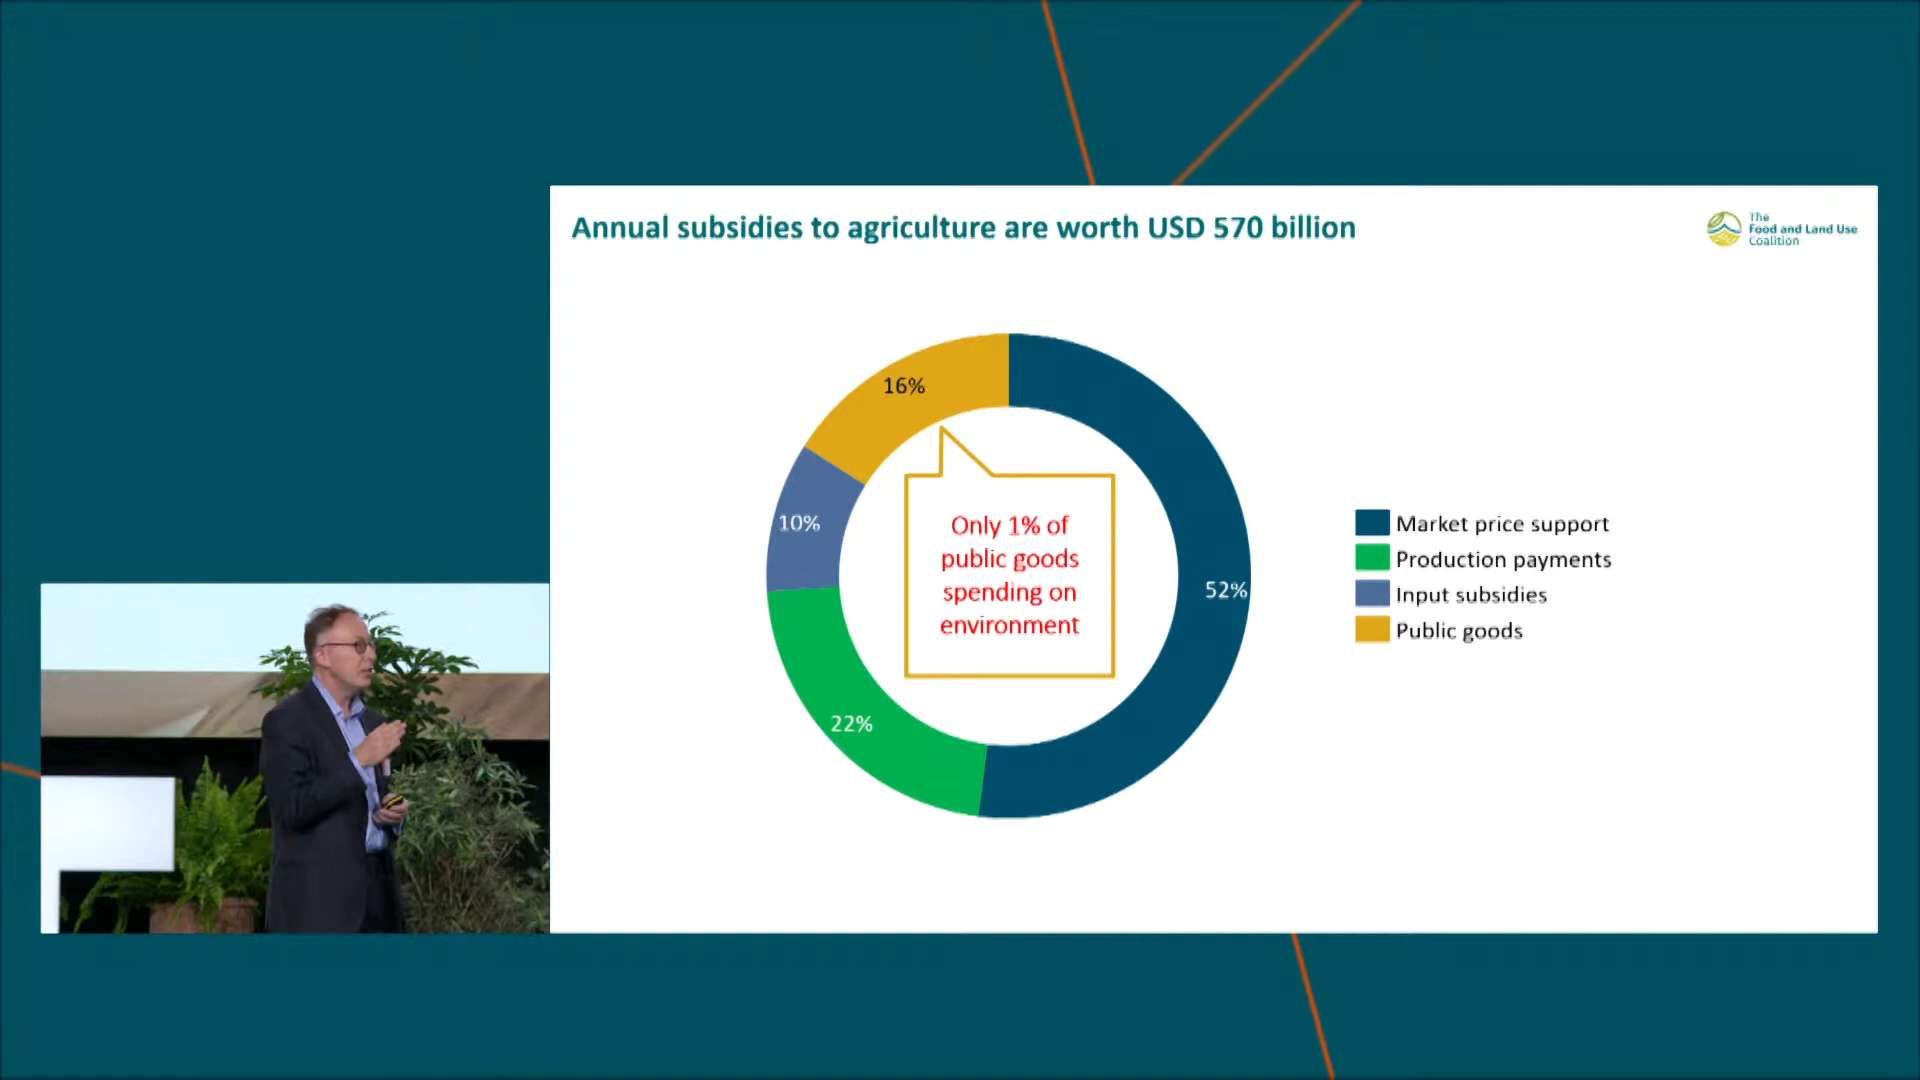 Annual subsidies to agriculture are worth USD 570 billion
The
Food and Land Use
Coalition
16%
10%
52%
22%
Only 1% of
public goods
spending on
environment
Market price support
Production payments
Input subsidies
Public goods